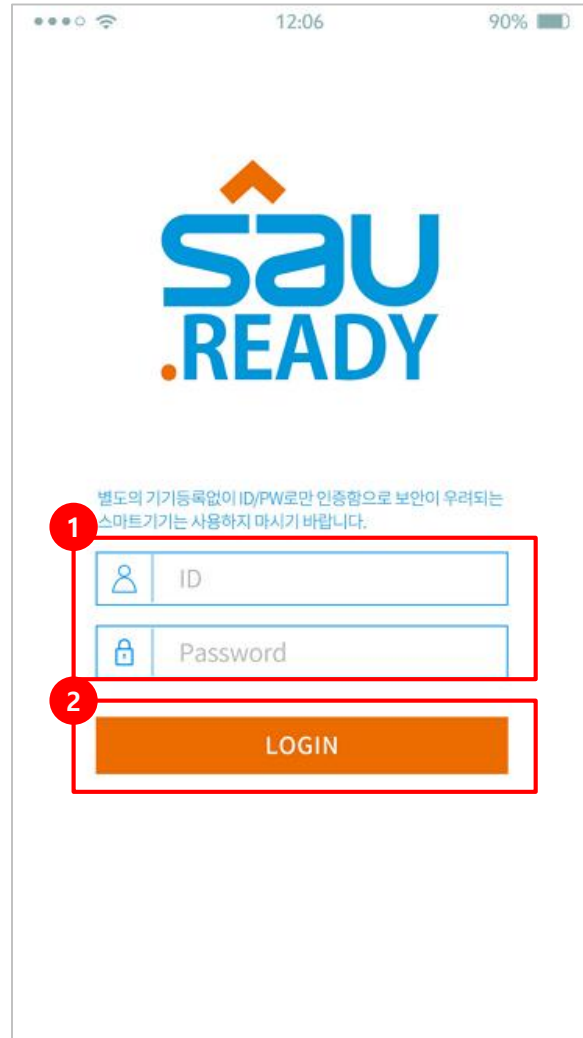 12:06
90%
sâu
.READY
별도의 기기등록없이 ID/PW로만 인증함으로 보안이 우려되는
스마트기기는 사용하지 마시기 바랍니다.
1
ID
Password
2
LOGIN